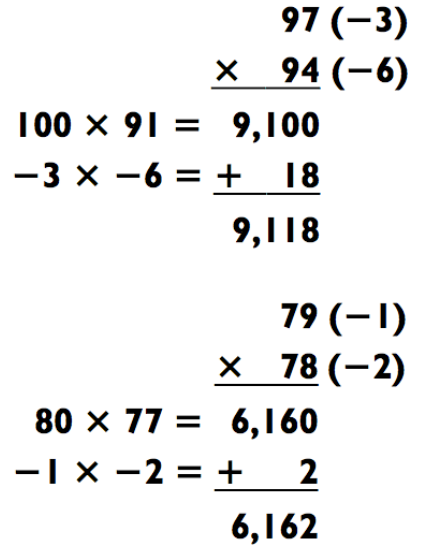 97 (−3)
× 94 (−6)
100 × 91 = 9,100
−3 × −6 = + 18
9,118
79 (−1)
× 78 (−2)
80 × 77 = 6,160
−1 × −2 = + 2
6,162